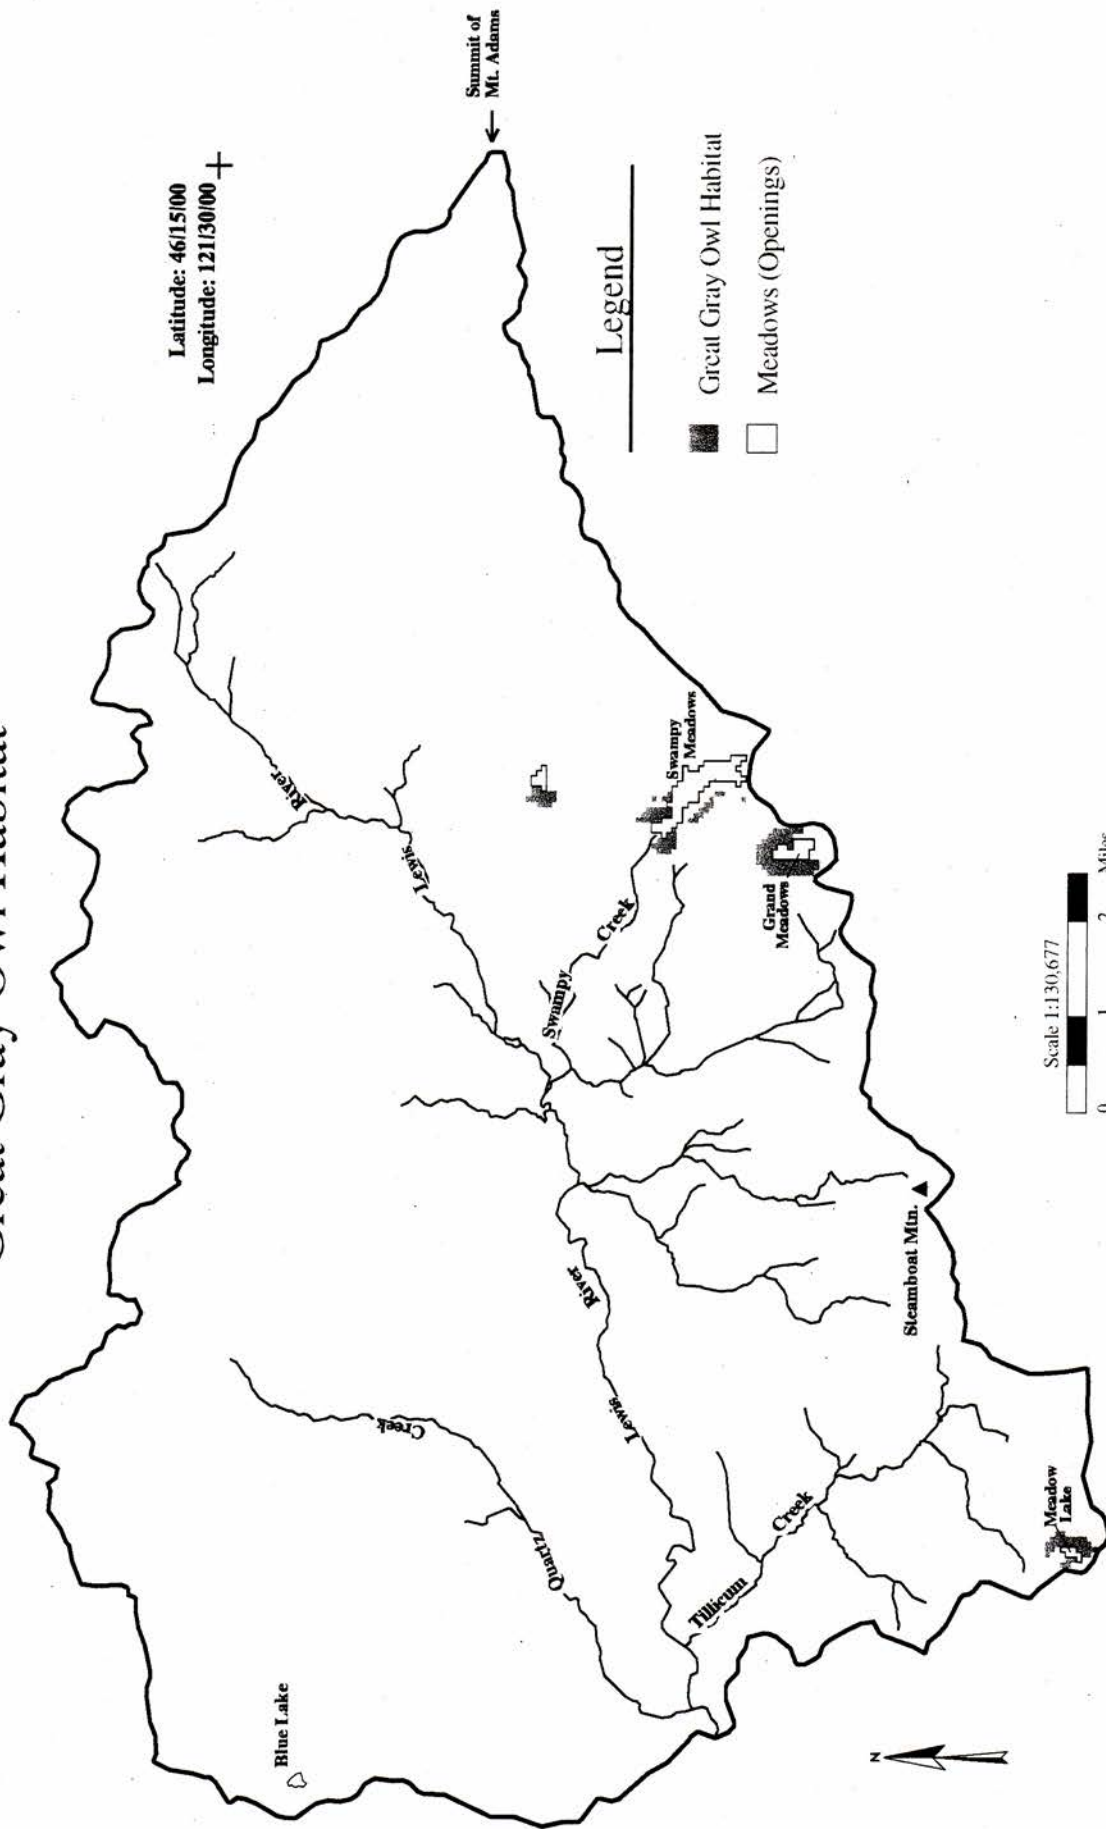 Great Gray Owl Habitat
Latitude: 46/15/00
Longitude: 121/30/00
Summit of
Mt. Adams
Legend
Great Gray Owl Habitat
Meadows (Openings)
River
Lewis
Swampy
Meadows
Creek
Swampy
Grand
Meadows
River
Lewis
Creek
Quartz
Creek
Tillicum
Steamboat Mtn.
Meadow
Lake
Blue Lake
N
Scale 1:130,677
0 1 2 Miles